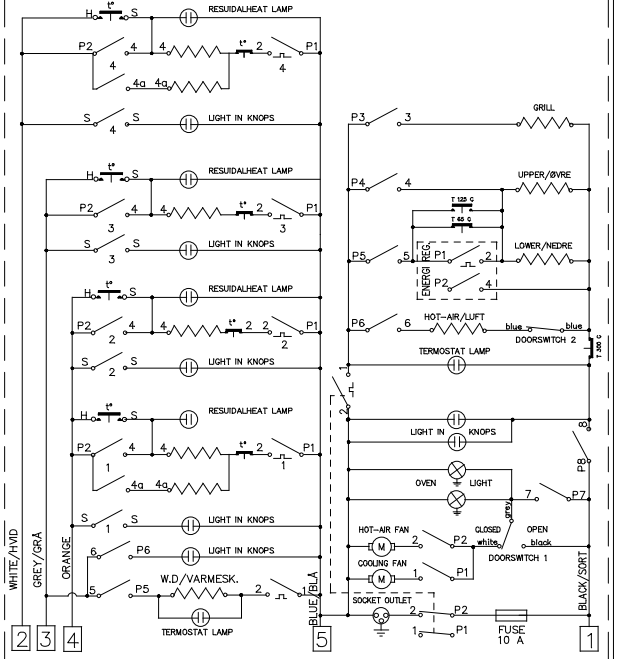 H t° S RESUIDALHEAT LAMP
P2 4 4 t° 2 P1
4 4
4a 4a
S S LIGHT IN KNOPS
4
P3 3 GRILL
H t° S RESUIDALHEAT LAMP
P2 4 4 t° 2 P1
3 3
S S LIGHT IN KNOPS
3
P4 4 UPPER/ØVRE
T 125 C
T 65 C
P5 5 ENERGI REG. P1 2 LOWER/NEDRE
P2 4
H t° S RESUIDALHEAT LAMP
P2 4 4 t° 2 2 P1
2 2
S S LIGHT IN KNOPS
2
P6 6 HOT-AIR/LUFT blue blue
DOORSWITCH 2
T 300 C
TERMOSTAT LAMP
1
2
H t° S RESUIDALHEAT LAMP
P2 4 4 t° 2 P1
1 1
4a 4a
S S LIGHT IN KNOPS
1
LIGHT IN KNOPS
8
P8
OVEN LIGHT
7 P7
grey
6 P6 LIGHT IN KNOPS
5 P5 W.D/VARMESK. 2 1
TERMOSTAT LAMP
HOT-AIR FAN
M 2 P2 white CLOSED OPEN black
DOORSWITCH 1
COOLING FAN
M 1 P1
SOCKET OUTLET
2 P2
1 P1
FUSE
10 A
WHITE/HVID
GREY/GRÅ
ORANGE
BLUE/BLÅ
BLACK/SORT
2 3 4 5 1